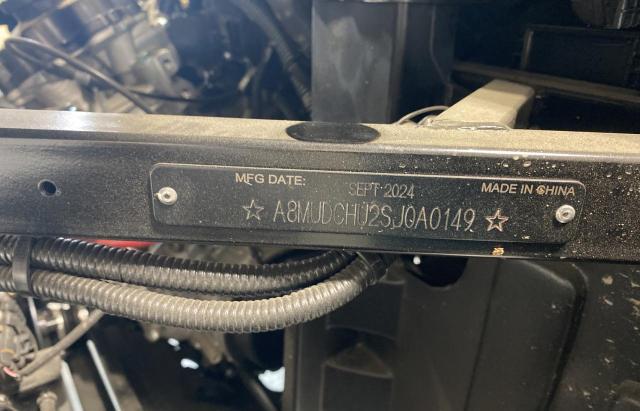 MFG DATE: SEPT 2024 MADE IN CHINA
☆ A8MUDCHU2SJ0A0149 ☆